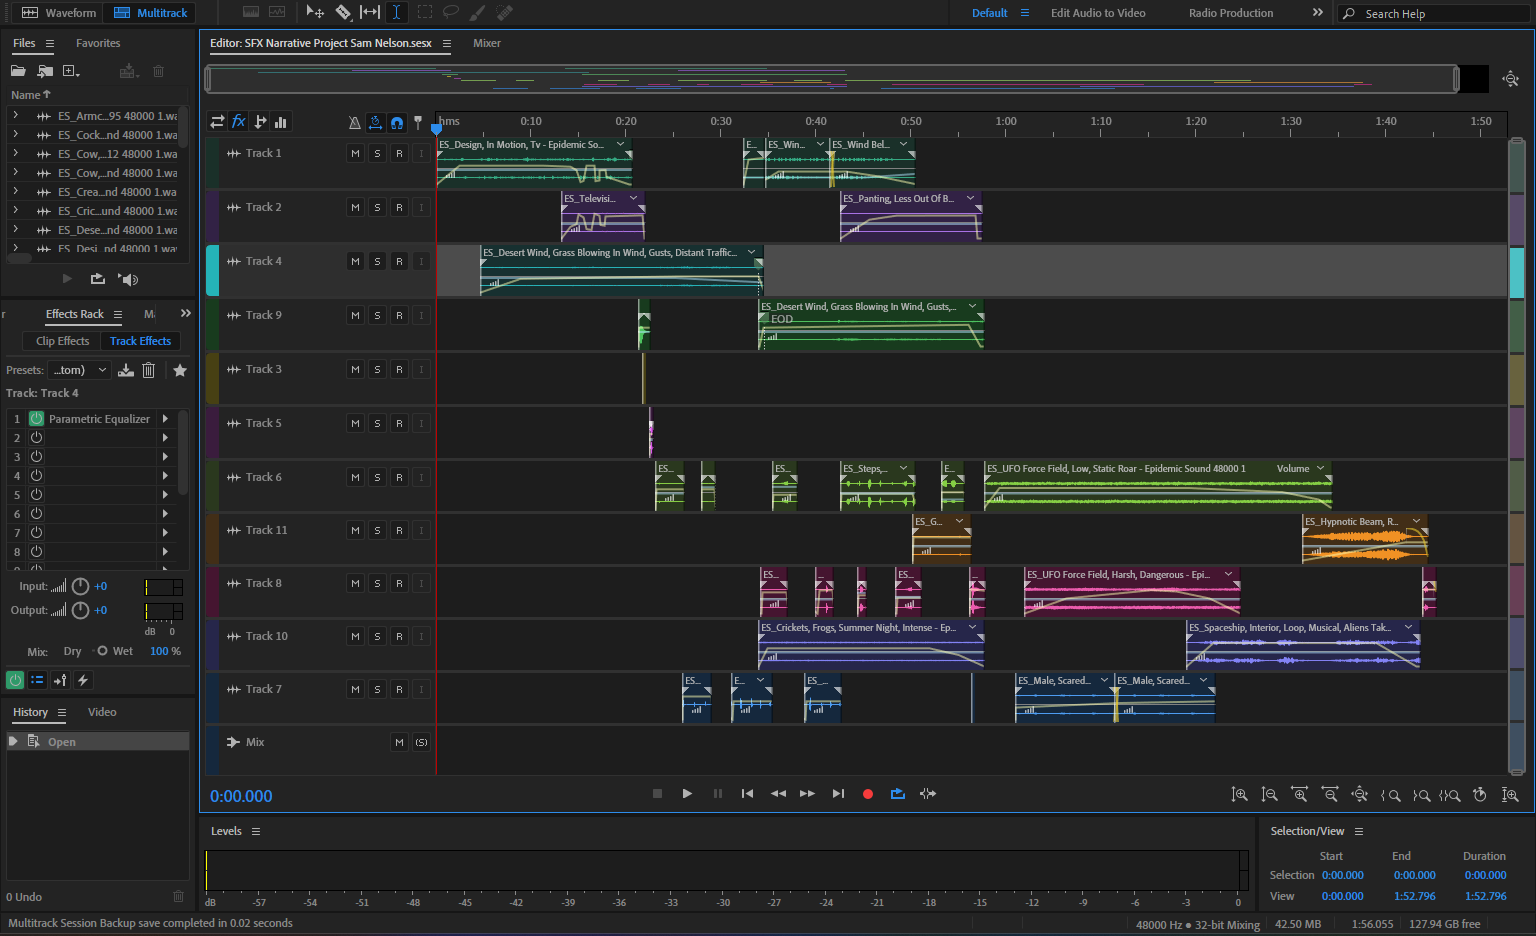 Waveform
Multitrack
Default
Edit Audio to Video
Radio Production
Search Help
Files
Favorites
Name
ES_Armc...95 48000 1.wa
ES_Cock...nd 48000 1.wa
ES_Cow,...12 48000 1.wa
ES_Cow,...nd 48000 1.wa
ES_Crea...nd 48000 1.wa
ES_Cric...und 48000 1.wa
ES_Dese...nd 48000 1.wa
ES_Desi...nd 48000 1.wa
Effects Rack
Clip Effects
Track Effects
Presets: ...tom)
Track: Track 4
1 Parametric Equalizer
2
3
4
5
6
7
8
Input: +0
Output: +0
dB 0
Mix: Dry Wet 100 %
History
Video
Open
0 Undo
Editor: SFX Narrative Project Sam Nelson.sesx
Mixer
fx
hms 0:10 0:20 0:30 0:40 0:50 1:00 1:10 1:20 1:30 1:40 1:50
Track 1 M S R I
ES_Design, In Motion, Tv - Epidemic So...
E...
ES_Win...
ES_Wind Bel...
Track 2 M S R I
ES_Televisi...
ES_Panting, Less Out Of B...
Track 4 M S R I
ES_Desert Wind, Grass Blowing In Wind, Gusts, Distant Traffic...
Track 9 M S R I
ES_Desert Wind, Grass Blowing In Wind, Gusts,...
EOD
Track 3 M S R I
Track 5 M S R I
Track 6 M S R I
ES...
ES...
ES_Steps,...
E...
ES_UFO Force Field, Low, Static Roar - Epidemic Sound 48000 1
Volume
Track 11 M S R I
ES_G...
ES_Hypnotic Beam, R...
Track 8 M S R I
ES...
...
ES...
...
ES_UFO Force Field, Harsh, Dangerous - Epi...
Track 10 M S R I
ES_Crickets, Frogs, Summer Night, Intense - Ep...
ES_Spaceship, Interior, Loop, Musical, Aliens Tak...
Track 7 M S R I
ES...
E...
ES_...
ES_Male, Scared...
ES_Male, Scared...
Mix M (S)
0:00.000
Levels
dB -57 -54 -51 -48 -45 -42 -39 -36 -33 -30 -27 -24 -21 -18 -15 -12 -9 -6 -3 0
Selection/View
Start End Duration
Selection 0:00.000 0:00.000 0:00.000
View 0:00.000 1:52.796 1:52.796
Multitrack Session Backup save completed in 0.02 seconds
48000 Hz ● 32-bit Mixing
42.50 MB
1:56.055
127.94 GB free